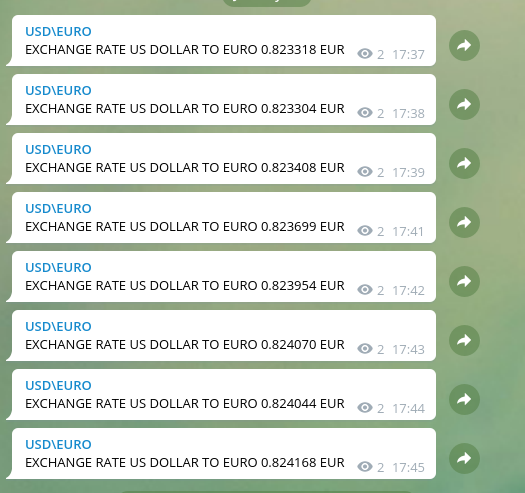 USD\EURO
EXCHANGE RATE US DOLLAR TO EURO 0.823318 EUR 2 17:37
USD\EURO
EXCHANGE RATE US DOLLAR TO EURO 0.823304 EUR 2 17:38
USD\EURO
EXCHANGE RATE US DOLLAR TO EURO 0.823408 EUR 2 17:39
USD\EURO
EXCHANGE RATE US DOLLAR TO EURO 0.823699 EUR 2 17:41
USD\EURO
EXCHANGE RATE US DOLLAR TO EURO 0.823954 EUR 2 17:42
USD\EURO
EXCHANGE RATE US DOLLAR TO EURO 0.824070 EUR 2 17:43
USD\EURO
EXCHANGE RATE US DOLLAR TO EURO 0.824044 EUR 2 17:44
USD\EURO
EXCHANGE RATE US DOLLAR TO EURO 0.824168 EUR 2 17:45